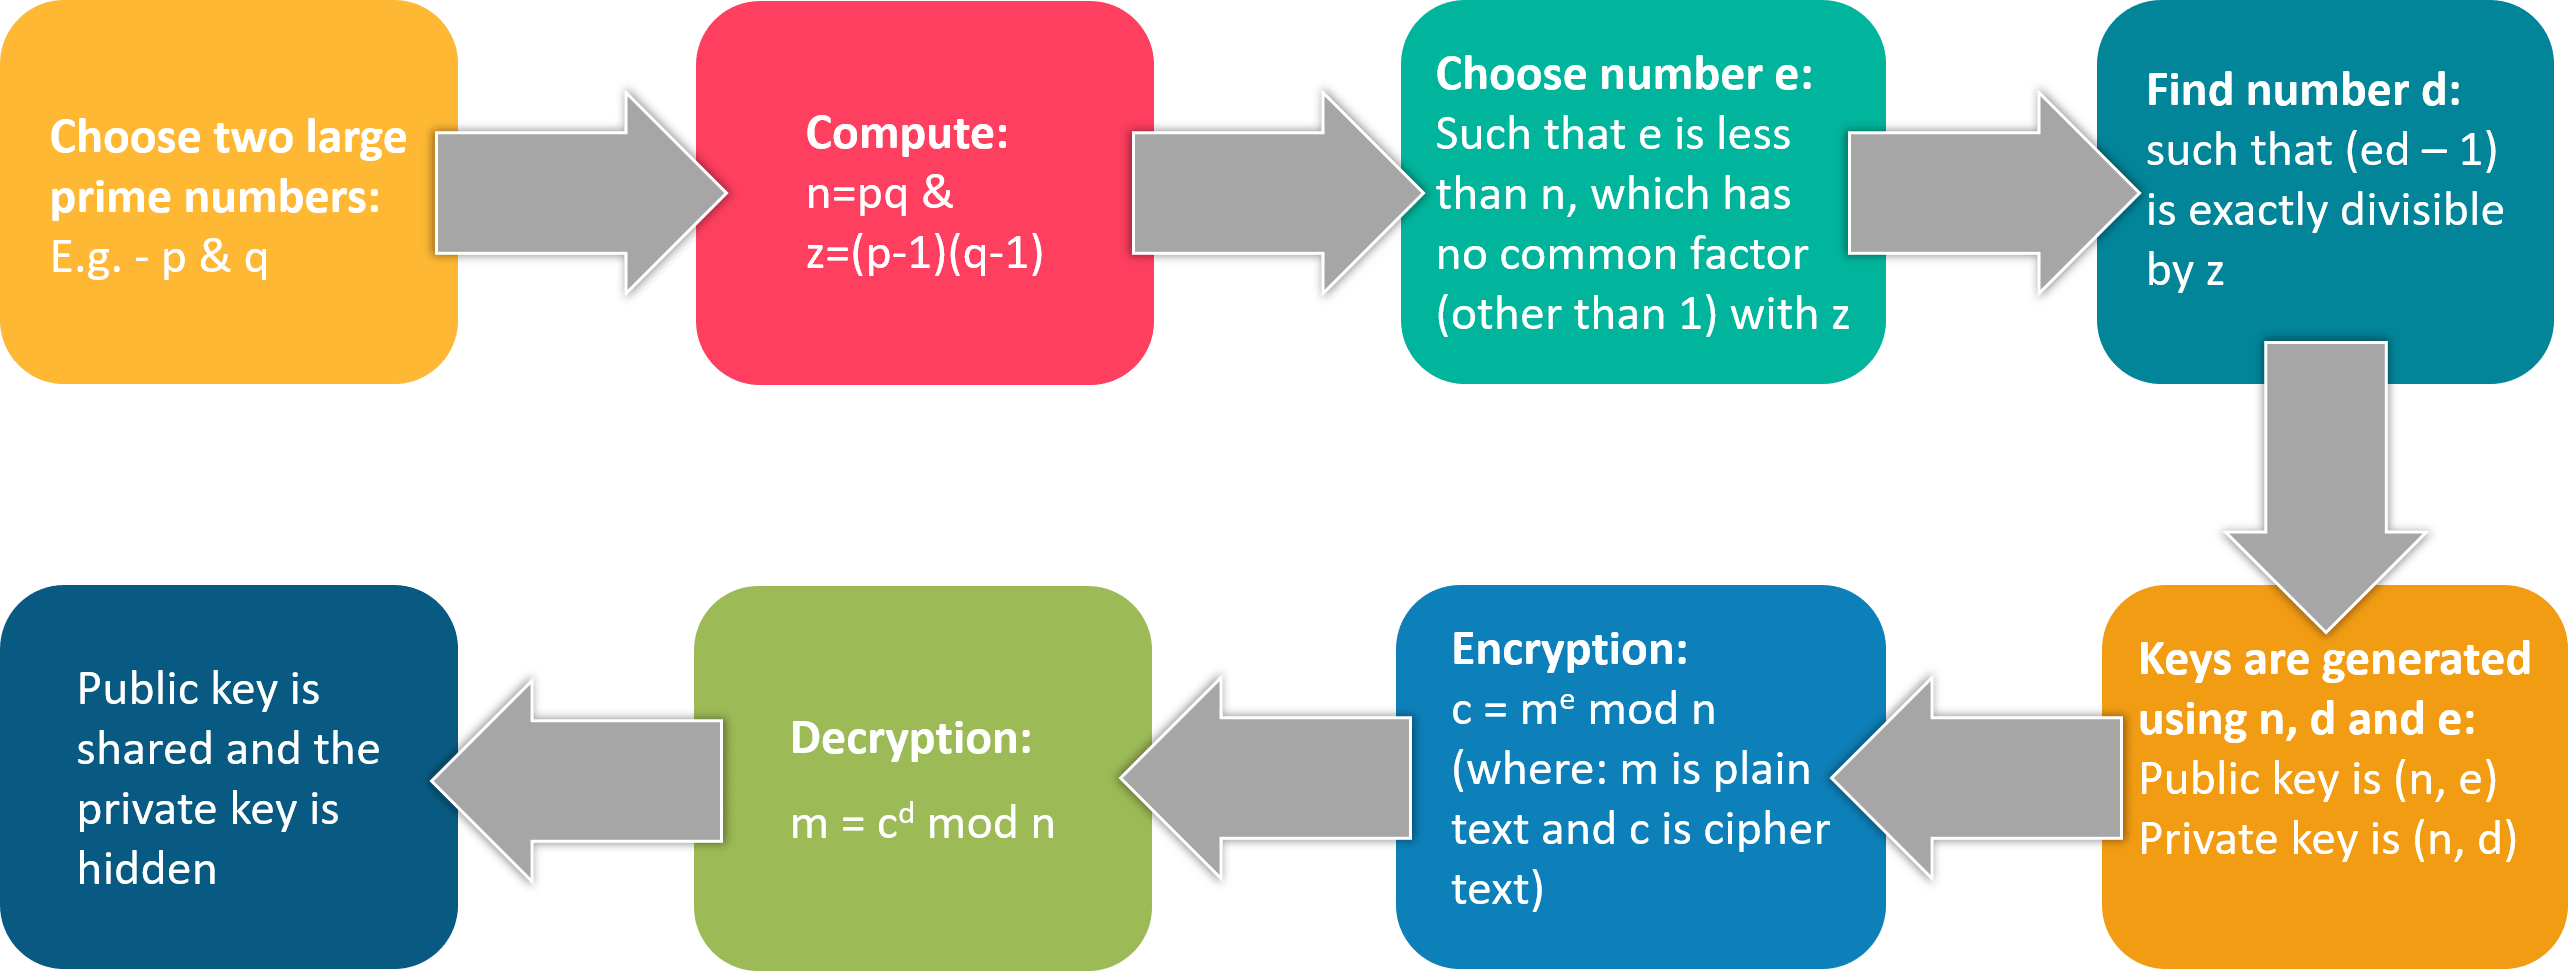 Choose two large
prime numbers:
E.g. - p & q
Compute:
n=pq &
z=(p-1)(q-1)
Choose number e:
Such that e is less
than n, which has
no common factor
(other than 1) with z
Find number d:
such that (ed – 1)
is exactly divisible
by z
Keys are generated
using n, d and e:
Public key is (n, e)
Private key is (n, d)
Encryption:
c = mᵉ mod n
(where: m is plain
text and c is cipher
text)
Decryption:
m = cᵈ mod n
Public key is
shared and the
private key is
hidden